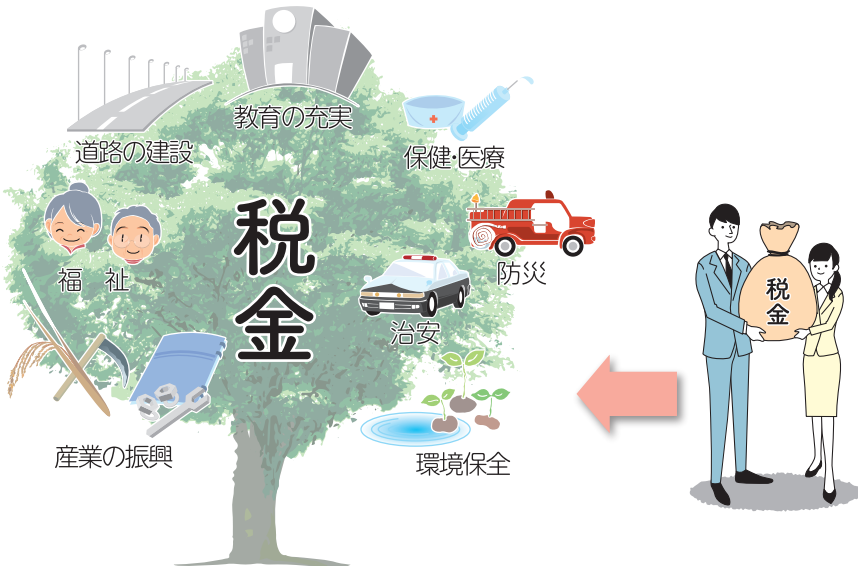 教育の充実
道路の建設
保健・医療
税金
福祉
防災
治安
産業の振興
環境保全
税金